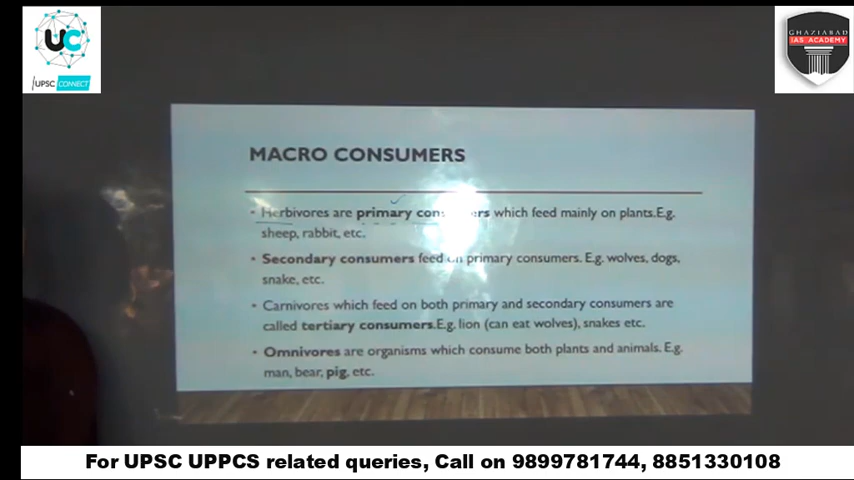 UC
UPSC CONNECT
GHAZIABAD
IAS ACADEMY
MACRO CONSUMERS
• Herbivores are primary consumers which feed mainly on plants.E.g.
sheep, rabbit, etc.
• Secondary consumers feed on primary consumers. E.g. wolves, dogs,
snake, etc.
• Carnivores which feed on both primary and secondary consumers are
called tertiary consumers.E.g. lion (can eat wolves), snakes etc.
• Omnivores are organisms which consume both plants and animals. E.g.
man, bear, pig, etc.
For UPSC UPPCS related queries, Call on 9899781744, 8851330108